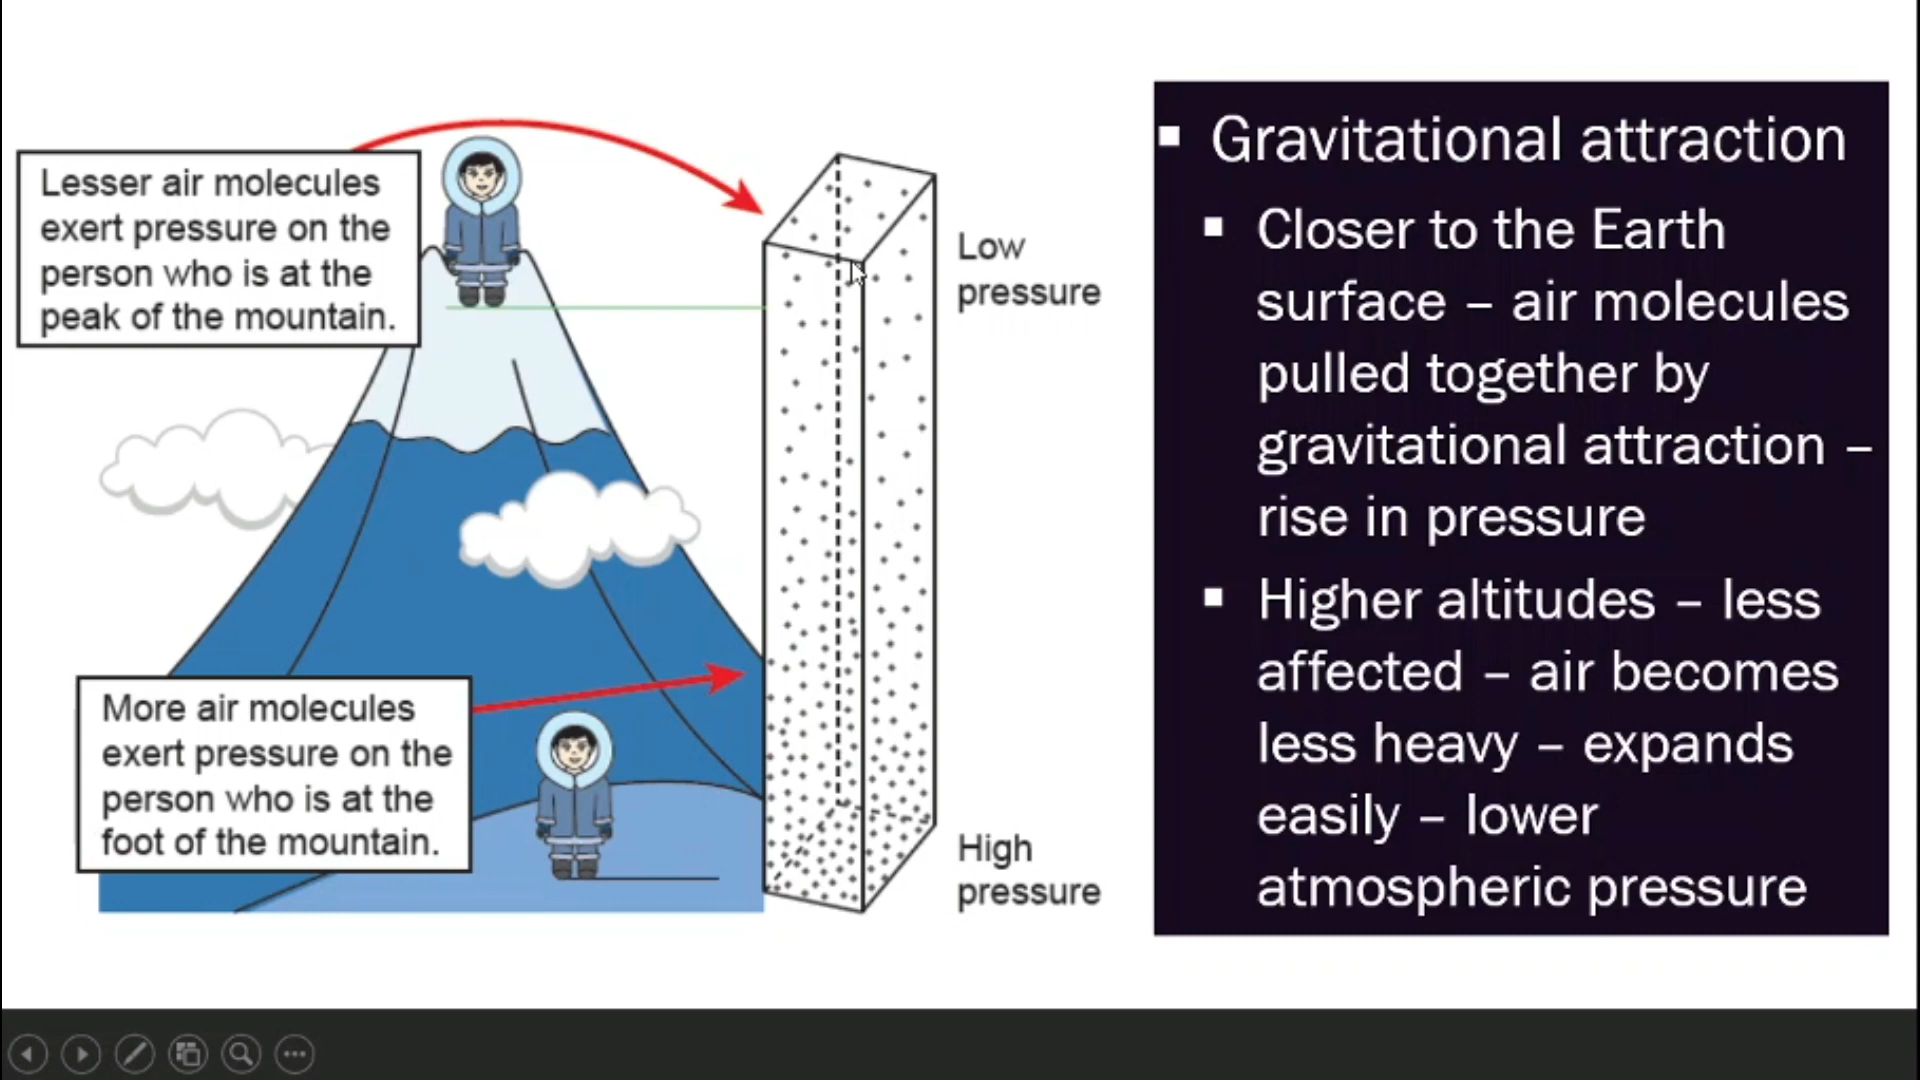 Lesser air molecules
exert pressure on the
person who is at the
peak of the mountain.
More air molecules
exert pressure on the
person who is at the
foot of the mountain.
Low
pressure
High
pressure
▪ Gravitational attraction
▪ Closer to the Earth
surface – air molecules
pulled together by
gravitational attraction –
rise in pressure
▪ Higher altitudes – less
affected – air becomes
less heavy – expands
easily – lower
atmospheric pressure